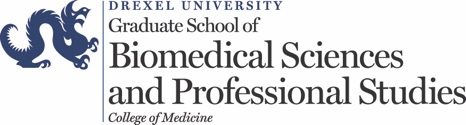 DREXEL UNIVERSITY
Graduate School of
Biomedical Sciences
and Professional Studies
College of Medicine